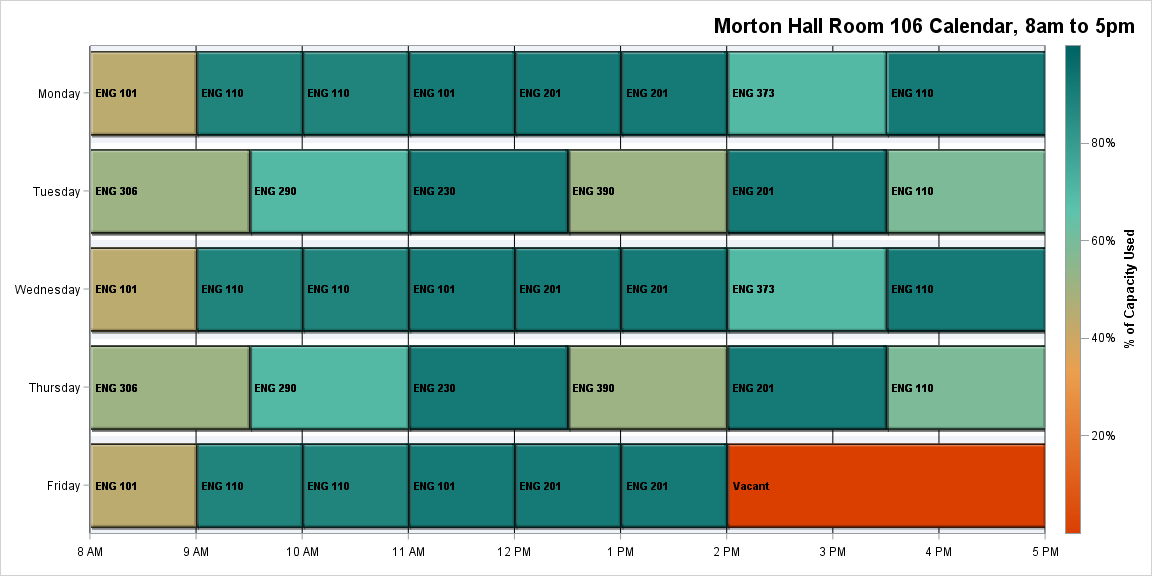 Morton Hall Room 106 Calendar, 8am to 5pm
Monday
ENG 101
ENG 110
ENG 110
ENG 101
ENG 201
ENG 201
ENG 373
ENG 110
Tuesday
ENG 306
ENG 290
ENG 230
ENG 390
ENG 201
ENG 110
Wednesday
ENG 101
ENG 110
ENG 110
ENG 101
ENG 201
ENG 201
ENG 373
ENG 110
Thursday
ENG 306
ENG 290
ENG 230
ENG 390
ENG 201
ENG 110
Friday
ENG 101
ENG 110
ENG 110
ENG 101
ENG 201
ENG 201
Vacant
8 AM
9 AM
10 AM
11 AM
12 PM
1 PM
2 PM
3 PM
4 PM
5 PM
80%
60%
40%
20%
% of Capacity Used